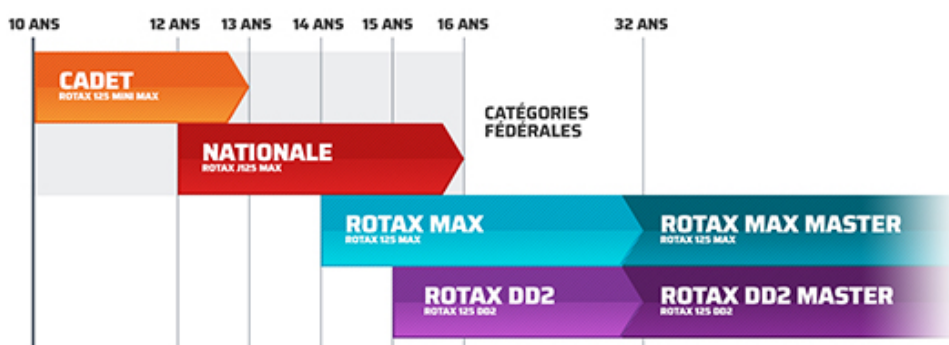 10 ANS 12 ANS 13 ANS 14 ANS 15 ANS 16 ANS 32 ANS
CADET
ROTAX 125 MINI MAX
CATÉGORIES
FÉDÉRALES
NATIONALE
ROTAX J125 MAX
ROTAX MAX ROTAX MAX MASTER
ROTAX 125 MAX ROTAX 125 MAX
ROTAX DD2 ROTAX DD2 MASTER
ROTAX 125 DD2 ROTAX 125 DD2